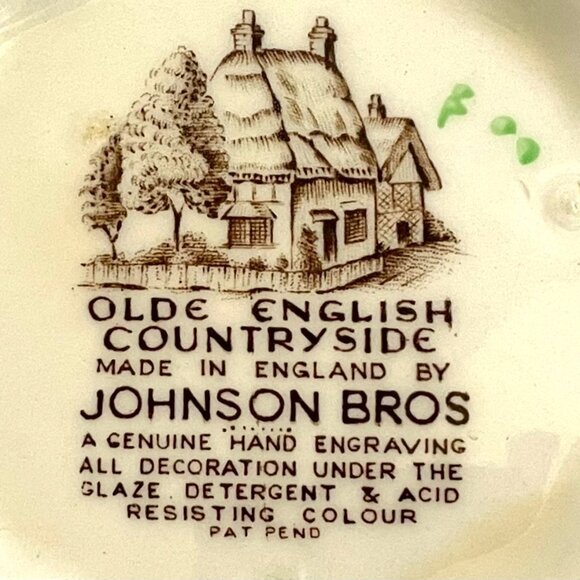 OLDE ENGLISH
COUNTRYSIDE
MADE IN ENGLAND BY
JOHNSON BROS
A GENUINE HAND ENGRAVING
ALL DECORATION UNDER THE
GLAZE. DETERGENT & ACID
RESISTING COLOUR
PAT PEND